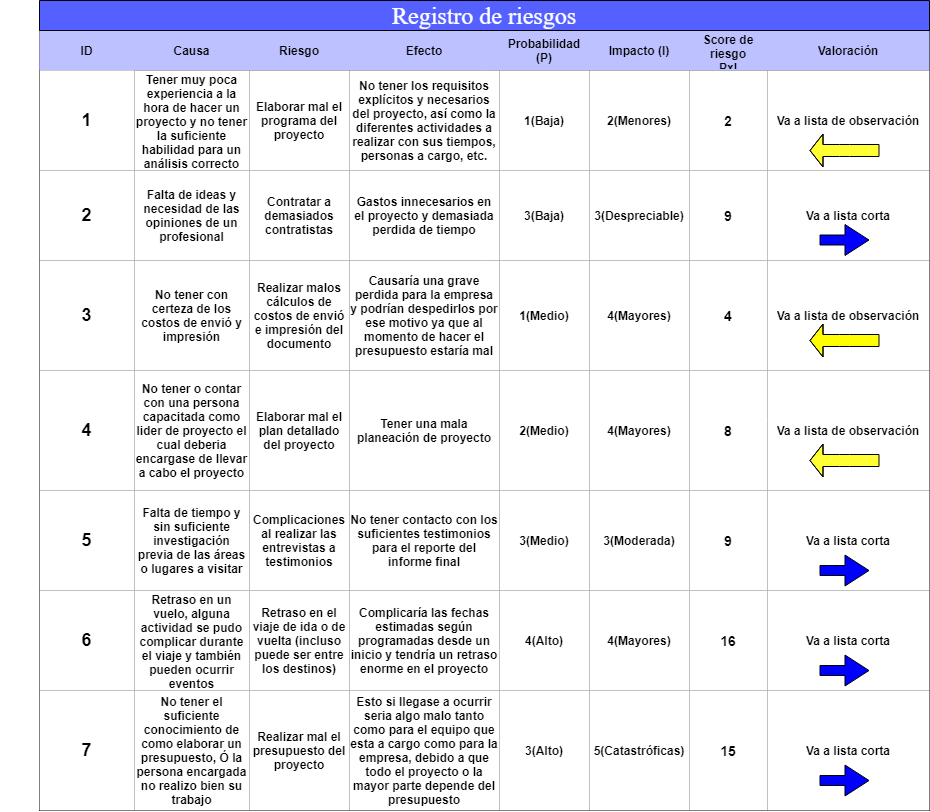 Registro de riesgos
ID
Causa
Riesgo
Efecto
Probabilidad
(P)
Impacto (I)
Score de
riesgo
PxI
Valoración
1
Tener muy poca
experiencia a la
hora de hacer un
proyecto y no tener
la suficiente
habilidad para un
análisis correcto
Elaborar mal el
programa del
proyecto
No tener los requisitos
explícitos y necesarios
del proyecto, así como la
diferentes actividades a
realizar con sus tiempos,
personas a cargo, etc.
1(Baja)
2(Menores)
2
Va a lista de observación
2
Falta de ideas y
necesidad de las
opiniones de un
profesional
Contratar a
demasiados
contratistas
Gastos innecesarios en
el proyecto y demasiada
perdida de tiempo
3(Baja)
3(Despreciable)
9
Va a lista corta
3
No tener con
certeza de los
costos de envió y
impresión
Realizar malos
cálculos de
costos de envió
e impresión del
documento
Causaría una grave
perdida para la empresa
y podrían despedirlos por
ese motivo ya que al
momento de hacer el
presupuesto estaría mal
1(Medio)
4(Mayores)
4
Va a lista de observación
4
No tener o contar
con una persona
capacitada como
lider de proyecto el
cual deberia
encargase de llevar
a cabo el proyecto
Elaborar mal el
plan detallado
del proyecto
Tener una mala
planeación de proyecto
2(Medio)
4(Mayores)
8
Va a lista de observación
5
Falta de tiempo y
sin suficiente
investigación
previa de las áreas
o lugares a visitar
Complicaciones
al realizar las
entrevistas a
testimonios
No tener contacto con los
suficientes testimonios
para el reporte del
informe final
3(Medio)
3(Moderada)
9
Va a lista corta
6
Retraso en un
vuelo, alguna
actividad se pudo
complicar durante
el viaje y también
pueden ocurrir
eventos
Retraso en el
viaje de ida o de
vuelta (incluso
puede ser entre
los destinos)
Complicaría las fechas
estimadas según
programadas desde un
inicio y tendría un retraso
enorme en el proyecto
4(Alto)
4(Mayores)
16
Va a lista corta
7
No tener el
suficiente
conocimiento de
como elaborar un
presupuesto, Ó la
persona encargada
no realizo bien su
trabajo
Realizar mal el
presupuesto del
proyecto
Esto si llegase a ocurrir
seria algo malo tanto
como para el equipo que
esta a cargo como para la
empresa, debido a que
todo el proyecto o la
mayor parte depende del
presupuesto
3(Alto)
5(Catastróficas)
15
Va a lista corta